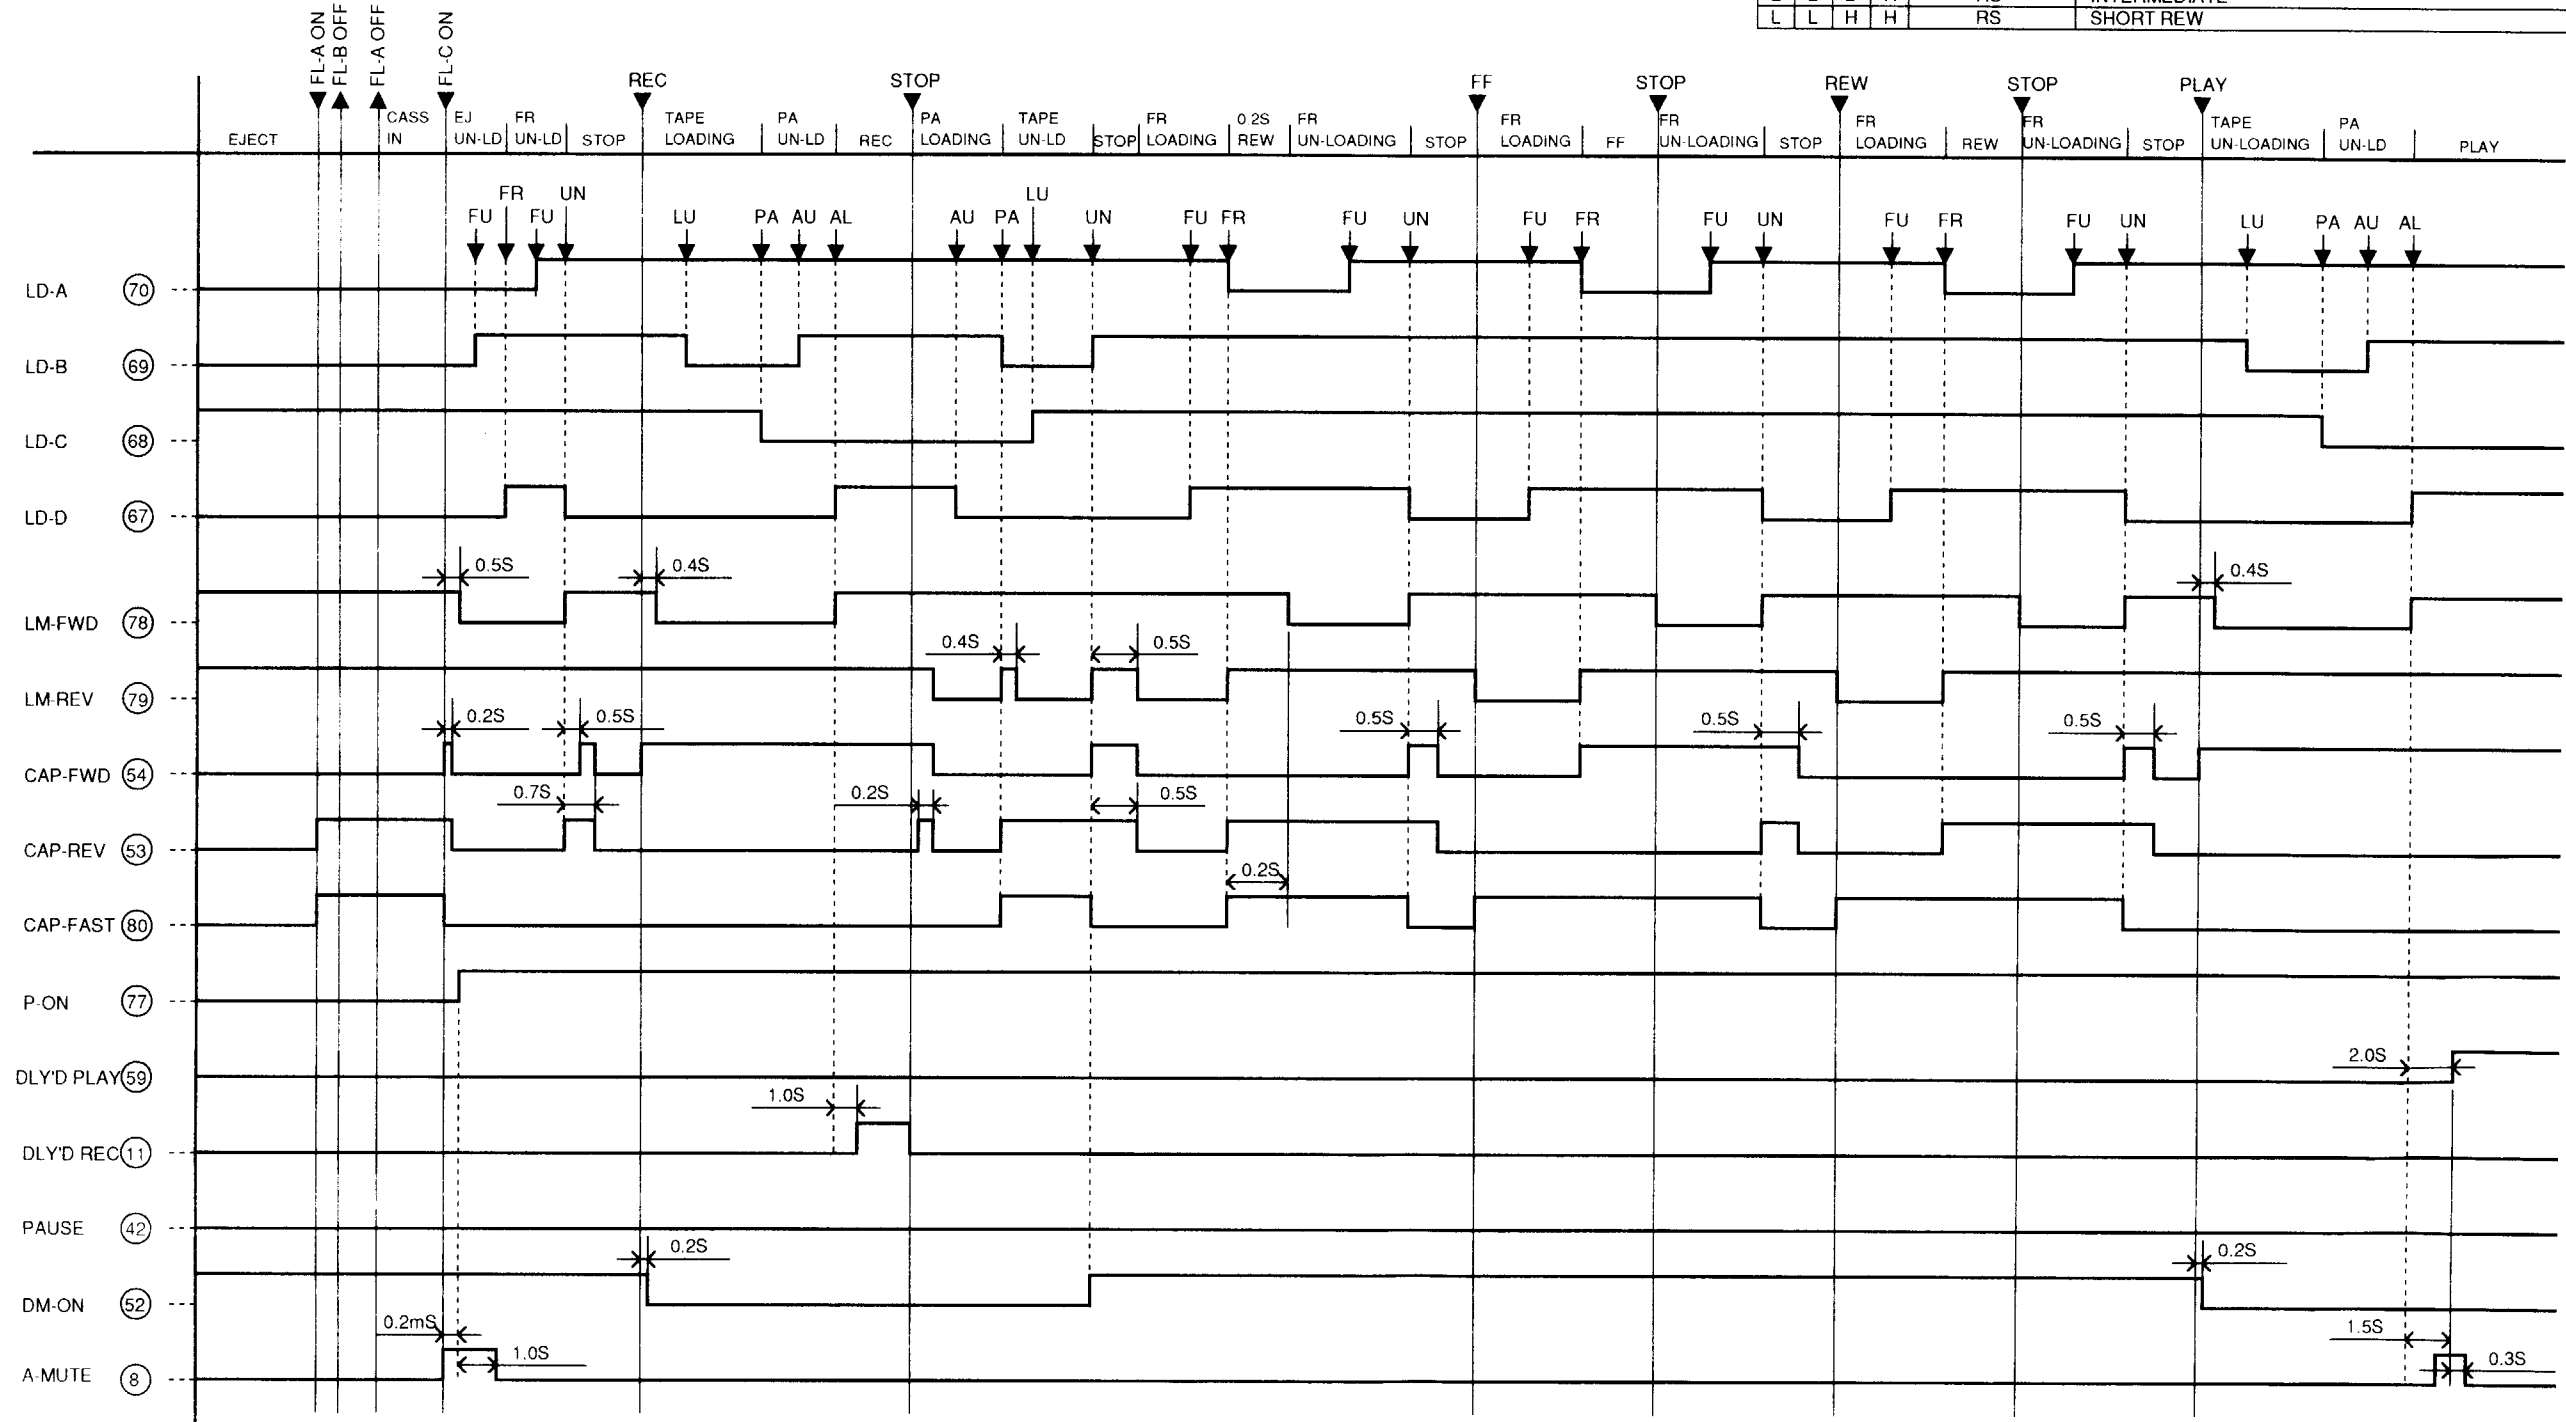 INTERMEDIATE
L L H H RS SHORT REW
FL-A ON
FL-B OFF
FL-A OFF
FL-C ON
REC
STOP
FF
STOP
REW
STOP
PLAY
EJECT
CASS IN
EJ UN-LD
FR UN-LD
STOP
TAPE LOADING
PA UN-LD
REC
PA LOADING
TAPE UN-LD
STOP
FR LOADING
0.2S REW
FR UN-LOADING
STOP
FR LOADING
FF
FR UN-LOADING
STOP
FR LOADING
REW
FR UN-LOADING
STOP
TAPE UN-LOADING
PA UN-LD
PLAY
FU FR FU UN LU PA AU AL AU PA LU UN FU FR FU UN FU FR FU UN FU FR FU UN LU PA AU AL
LD-A 70
LD-B 69
LD-C 68
LD-D 67
0.5S 0.4S 0.4S
LM-FWD 78
0.4S 0.5S
LM-REV 79
0.2S 0.5S 0.5S 0.5S 0.5S
CAP-FWD 54
0.7S 0.2S 0.5S
CAP-REV 53
0.2S
CAP-FAST 80
P-ON 77
2.0S
DLY'D PLAY 59
1.0S
DLY'D REC 11
PAUSE 42
0.2S 0.2S
DM-ON 52
0.2mS 1.5S
1.0S 0.3S
A-MUTE 8